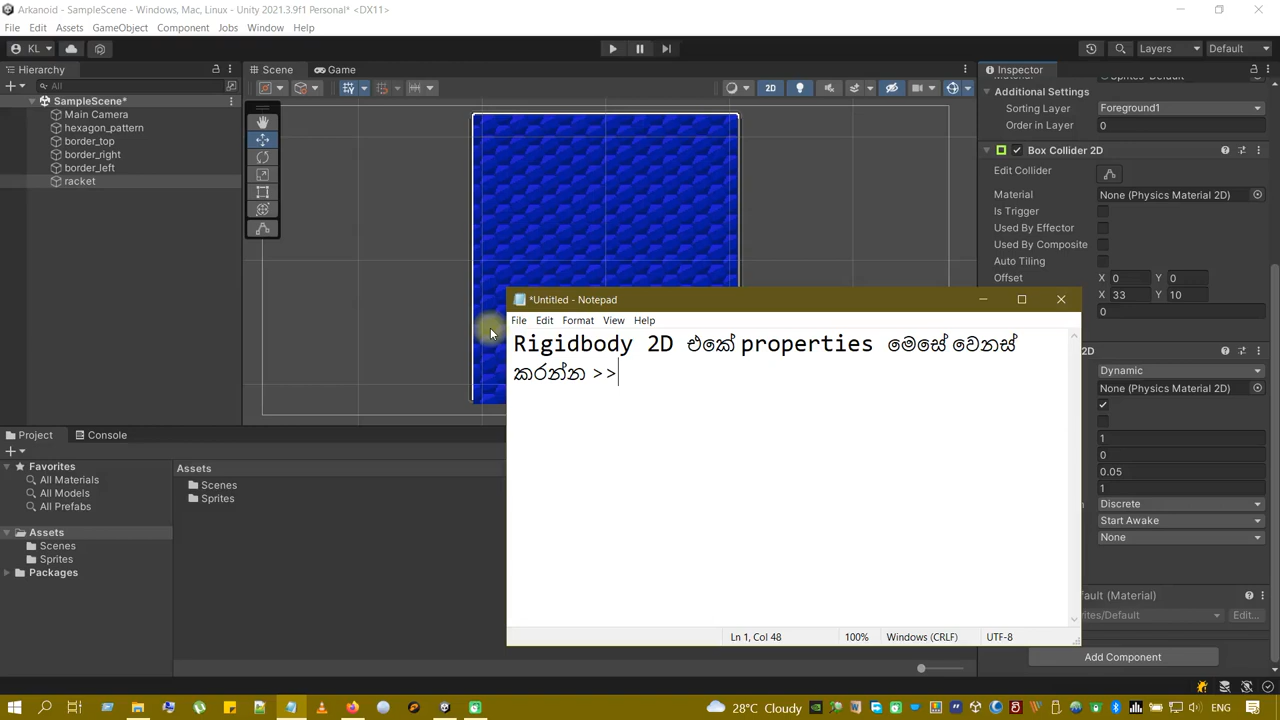 Arkanoid - SampleScene - Windows, Mac, Linux - Unity 2021.3.9f1 Personal* <DX11>
File Edit Assets GameObject Component Jobs Window Help
KL Layers Default
Hierarchy
All
SampleScene*
Main Camera
hexagon_pattern
border_top
border_right
border_left
racket
Scene Game
2D
Inspector
Additional Settings
Sorting Layer Foreground1
Order in Layer 0
Box Collider 2D
Edit Collider
Material None (Physics Material 2D)
Is Trigger
Used By Effector
Used By Composite
Auto Tiling
Offset X 0 Y 0
X 33 Y 10
0
2D
Dynamic
None (Physics Material 2D)
1
0
0.05
1
Discrete
Start Awake
None
(Material)
Edit...
Add Component
*Untitled - Notepad
File Edit Format View Help
Rigidbody 2D එකේ properties මෙසේ වෙනස්
කරන්න >>
Ln 1, Col 48 100% Windows (CRLF) UTF-8
Project Console
Favorites
All Materials
All Models
All Prefabs
Assets
Scenes
Sprites
Packages
Assets
Scenes
Sprites
28°C Cloudy ENG